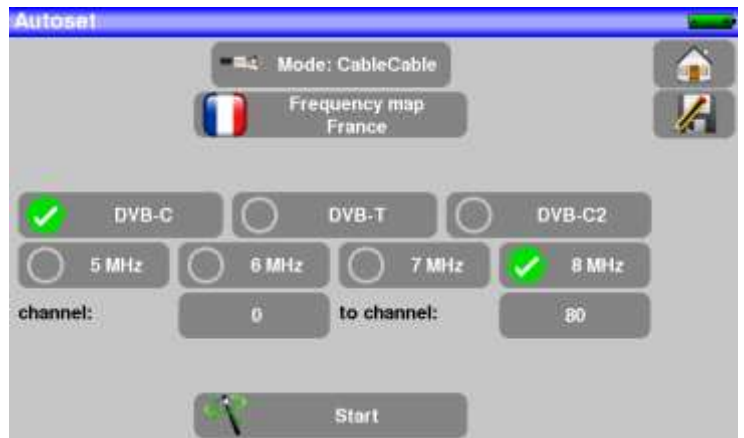 Autoset
Mode: CableCable
Frequency map
France
DVB-C DVB-T DVB-C2
5 MHz 6 MHz 7 MHz 8 MHz
channel: 0 to channel: 80
Start